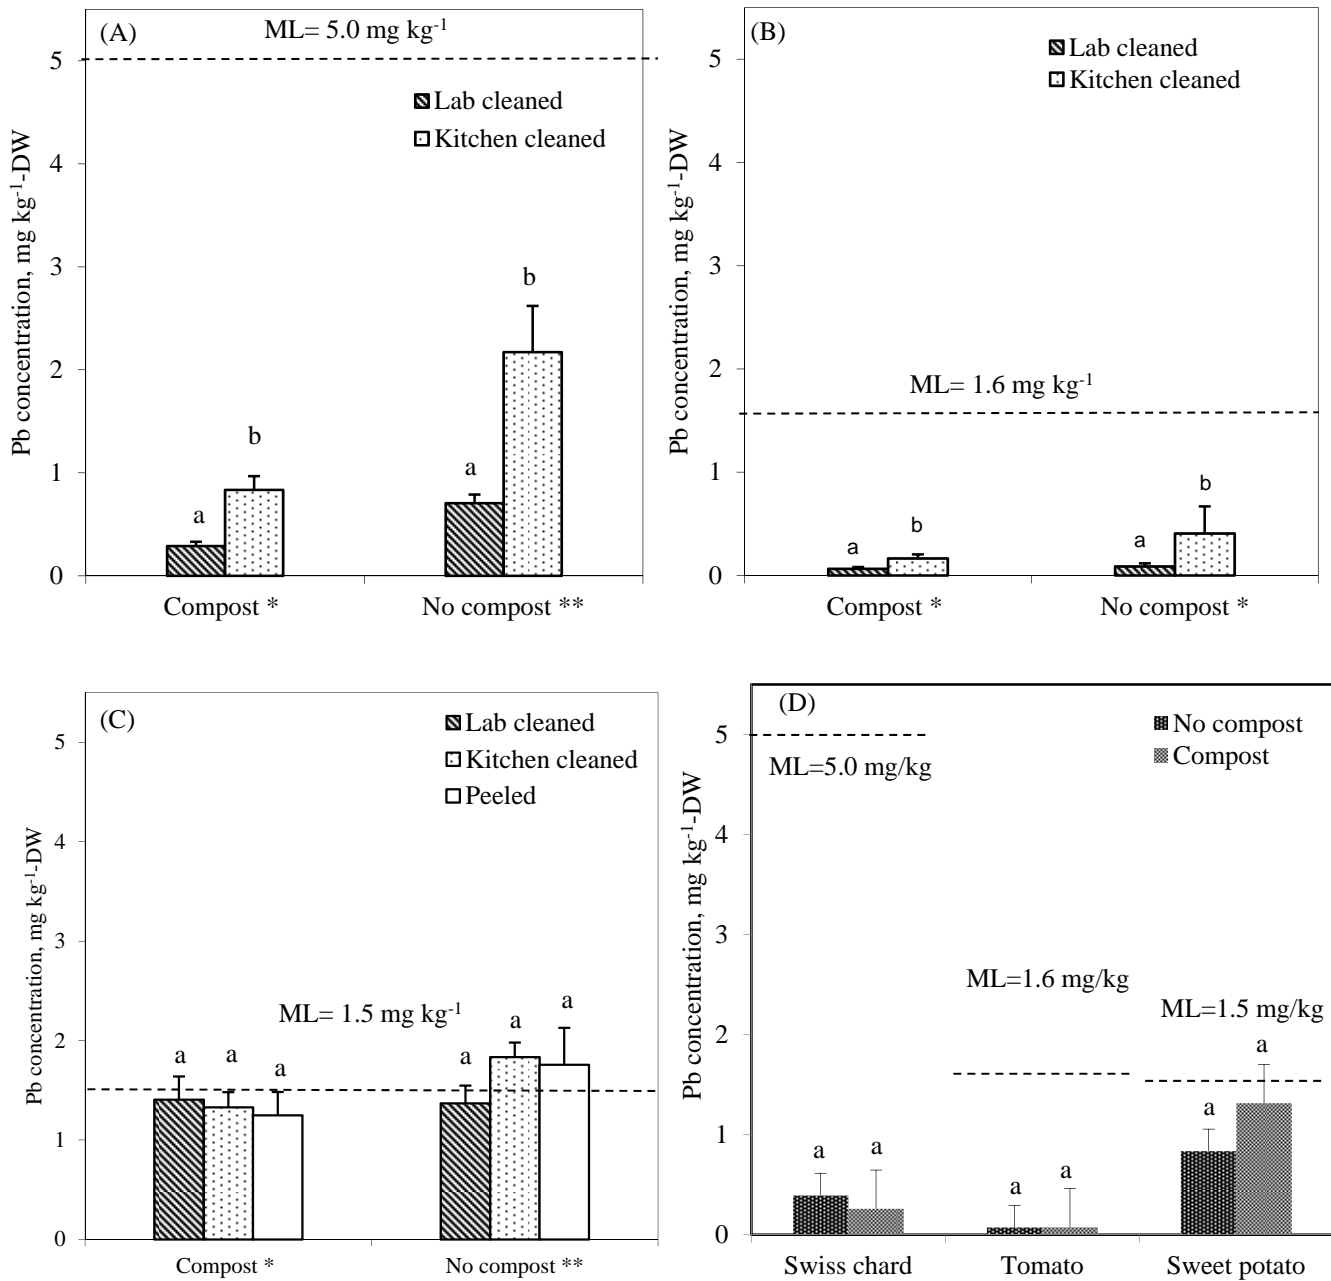 (A)
ML= 5.0 mg kg-1
Lab cleaned
Kitchen cleaned
Pb concentration, mg kg-1-DW
5
4
3
2
1
0
a
b
a
b
Compost *
No compost **
(B)
Lab cleaned
Kitchen cleaned
Pb concentration, mg kg-1-DW
5
4
3
2
1
0
ML= 1.6 mg kg-1
a
b
a
b
Compost *
No compost *
(C)
Lab cleaned
Kitchen cleaned
Peeled
Pb concentration, mg kg-1-DW
5
4
3
2
1
0
ML= 1.5 mg kg-1
a
a
a
a
a
a
Compost *
No compost **
(D)
No compost
Compost
Pb concentration, mg kg-1-DW
5
4
3
2
1
0
ML=5.0 mg/kg
ML=1.6 mg/kg
ML=1.5 mg/kg
a
a
a
a
a
a
Swiss chard
Tomato
Sweet potato